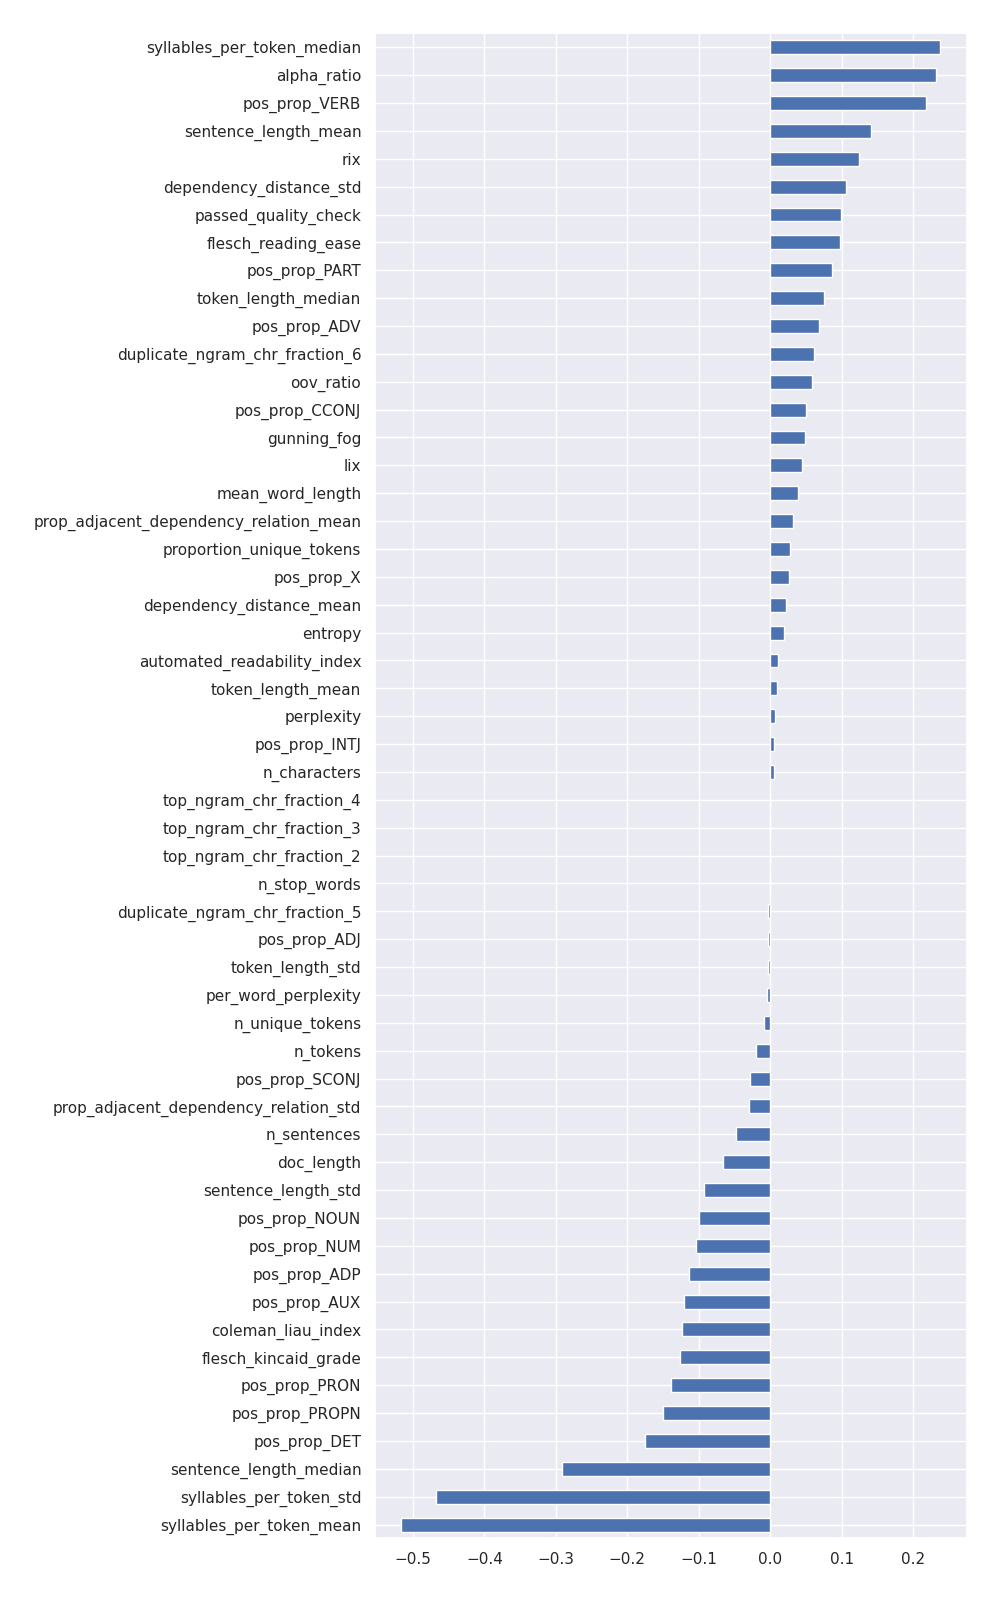 syllables_per_token_median
alpha_ratio
pos_prop_VERB
sentence_length_mean
rix
dependency_distance_std
passed_quality_check
flesch_reading_ease
pos_prop_PART
token_length_median
pos_prop_ADV
duplicate_ngram_chr_fraction_6
oov_ratio
pos_prop_CCONJ
gunning_fog
lix
mean_word_length
prop_adjacent_dependency_relation_mean
proportion_unique_tokens
pos_prop_X
dependency_distance_mean
entropy
automated_readability_index
token_length_mean
perplexity
pos_prop_INTJ
n_characters
top_ngram_chr_fraction_4
top_ngram_chr_fraction_3
top_ngram_chr_fraction_2
n_stop_words
duplicate_ngram_chr_fraction_5
pos_prop_ADJ
token_length_std
per_word_perplexity
n_unique_tokens
n_tokens
pos_prop_SCONJ
prop_adjacent_dependency_relation_std
n_sentences
doc_length
sentence_length_std
pos_prop_NOUN
pos_prop_NUM
pos_prop_ADP
pos_prop_AUX
coleman_liau_index
flesch_kincaid_grade
pos_prop_PRON
pos_prop_PROPN
pos_prop_DET
sentence_length_median
syllables_per_token_std
syllables_per_token_mean
−0.5 −0.4 −0.3 −0.2 −0.1 0.0 0.1 0.2